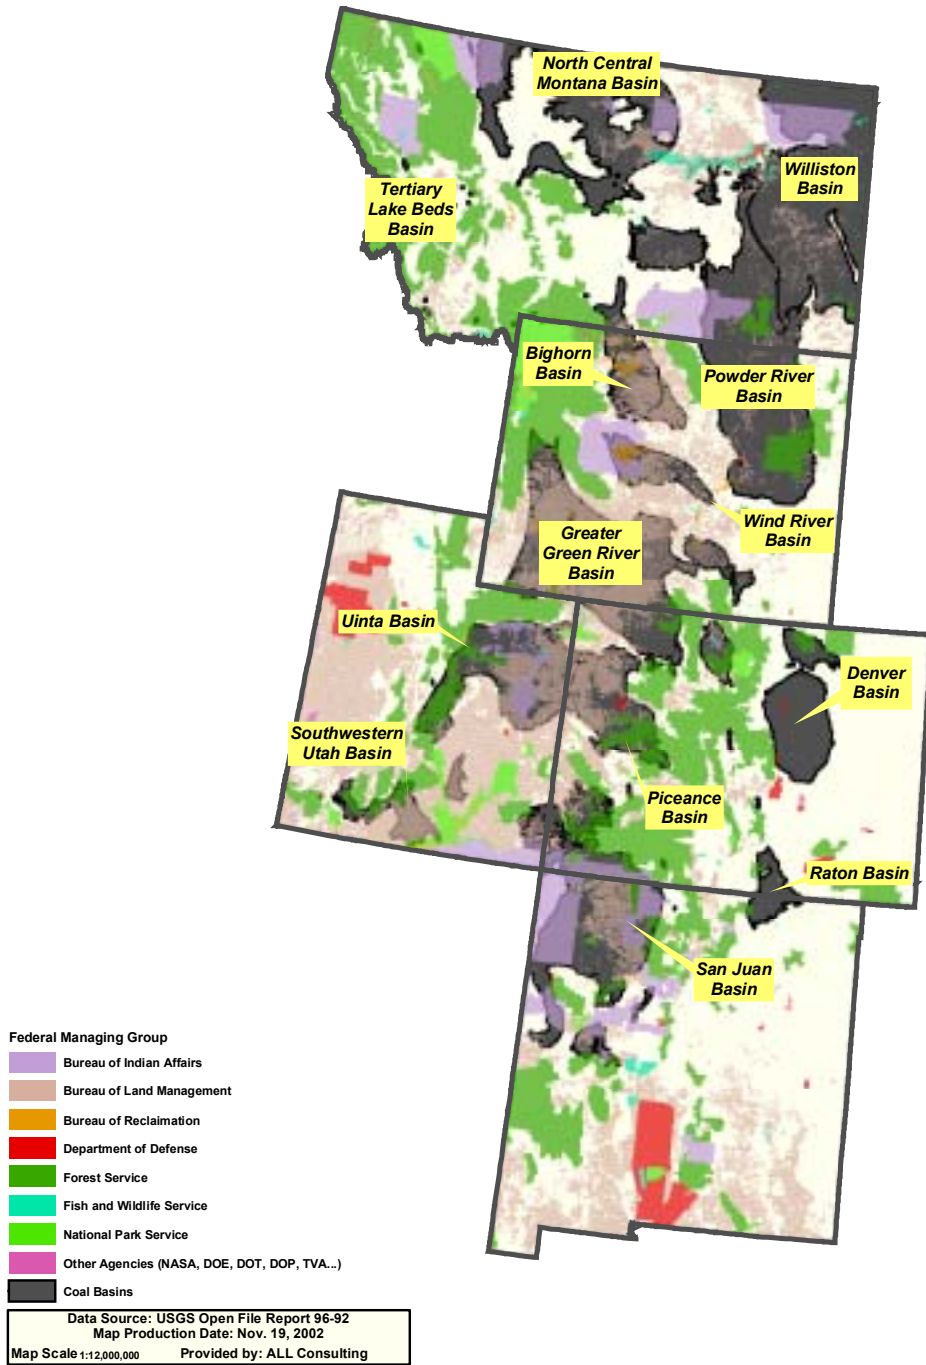 North Central
Montana Basin
Williston
Basin
Tertiary
Lake Beds
Basin
Bighorn
Basin
Powder River
Basin
Wind River
Basin
Greater
Green River
Basin
Uinta Basin
Denver
Basin
Southwestern
Utah Basin
Piceance
Basin
Raton Basin
San Juan
Basin
Federal Managing Group
Bureau of Indian Affairs
Bureau of Land Management
Bureau of Reclaimation
Department of Defense
Forest Service
Fish and Wildlife Service
National Park Service
Other Agencies (NASA, DOE, DOT, DOP, TVA...)
Coal Basins
Data Source: USGS Open File Report 96-92
Map Production Date: Nov. 19, 2002
Map Scale 1:12,000,000 Provided by: ALL Consulting